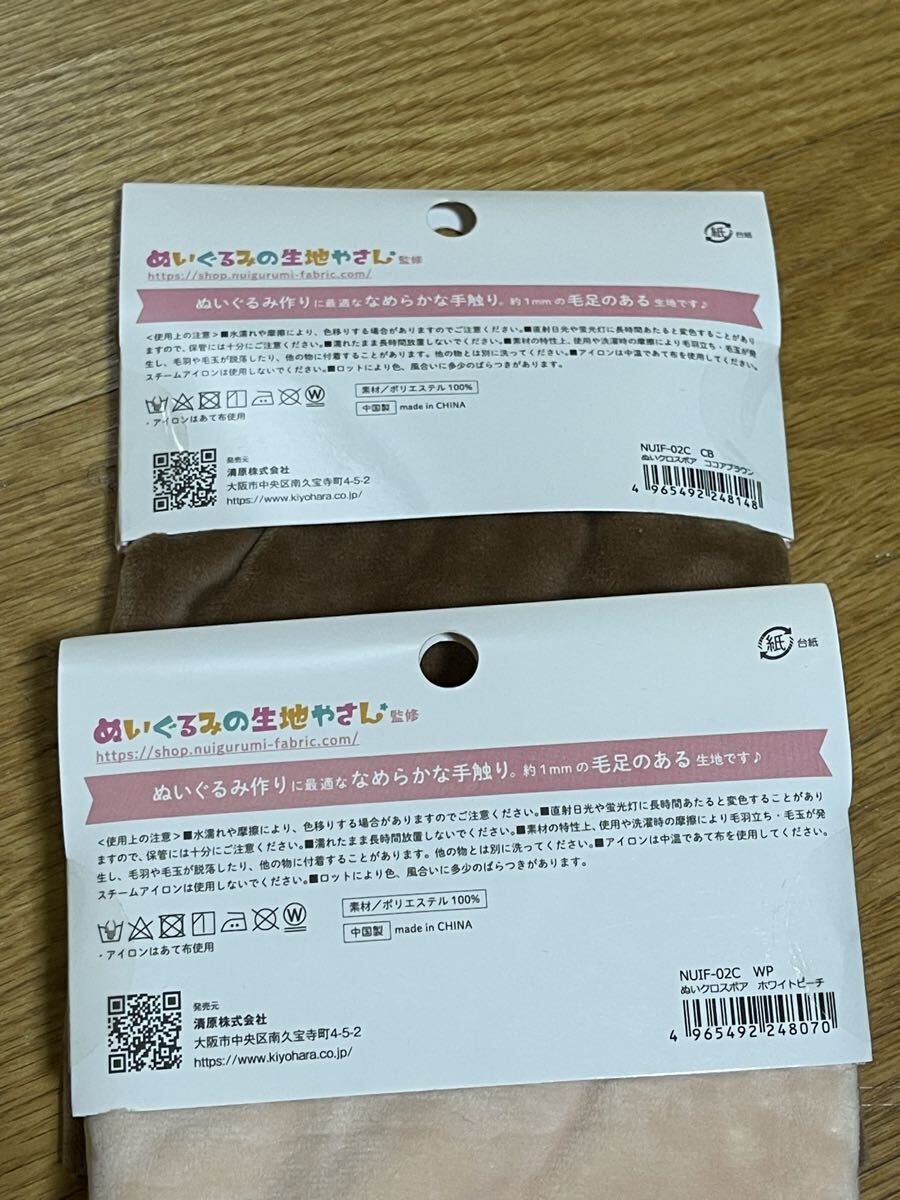 紙 台紙
ぬいぐるみの生地やさん 監修
https://shop.nuigurumi-fabric.com/
ぬいぐるみ作りに最適ななめらかな手触り。約1mmの毛足のある生地です♪
<使用上の注意>■水濡れや摩擦により、色移りする場合がありますのでご注意ください。■直射日光や蛍光灯に長時間あたると変色することがあり
ますので、保管には十分にご注意ください。■濡れたまま長時間放置しないでください。■素材の特性上、使用や洗濯時の摩擦により毛羽立ち・毛玉が発
生し、毛羽や毛玉が脱落したり、他の物に付着することがあります。他の物とは別に洗ってください。■アイロンは中温であて布を使用してください。
スチームアイロンは使用しないでください。■ロットにより色、風合いに多少のばらつきがあります。
素材/ポリエステル100%
W
・アイロンはあて布使用
中国製 made in CHINA
発売元
清原株式会社
大阪市中央区南久宝寺町4-5-2
https://www.kiyohara.co.jp/
NUIF-02C CB
ぬいクロスボア ココアブラウン
4 965492 248148
紙 台紙
ぬいぐるみの生地やさん 監修
https://shop.nuigurumi-fabric.com/
ぬいぐるみ作りに最適ななめらかな手触り。約1mmの毛足のある生地です♪
<使用上の注意>■水濡れや摩擦により、色移りする場合がありますのでご注意ください。■直射日光や蛍光灯に長時間あたると変色することがあり
ますので、保管には十分にご注意ください。■濡れたまま長時間放置しないでください。■素材の特性上、使用や洗濯時の摩擦により毛羽立ち・毛玉が発
生し、毛羽や毛玉が脱落したり、他の物に付着することがあります。他の物とは別に洗ってください。■アイロンは中温であて布を使用してください。
スチームアイロンは使用しないでください。■ロットにより色、風合いに多少のばらつきがあります。
素材/ポリエステル100%
W
・アイロンはあて布使用
中国製 made in CHINA
発売元
清原株式会社
大阪市中央区南久宝寺町4-5-2
https://www.kiyohara.co.jp/
NUIF-02C WP
ぬいクロスボア ホワイトピーチ
4 965492 248070